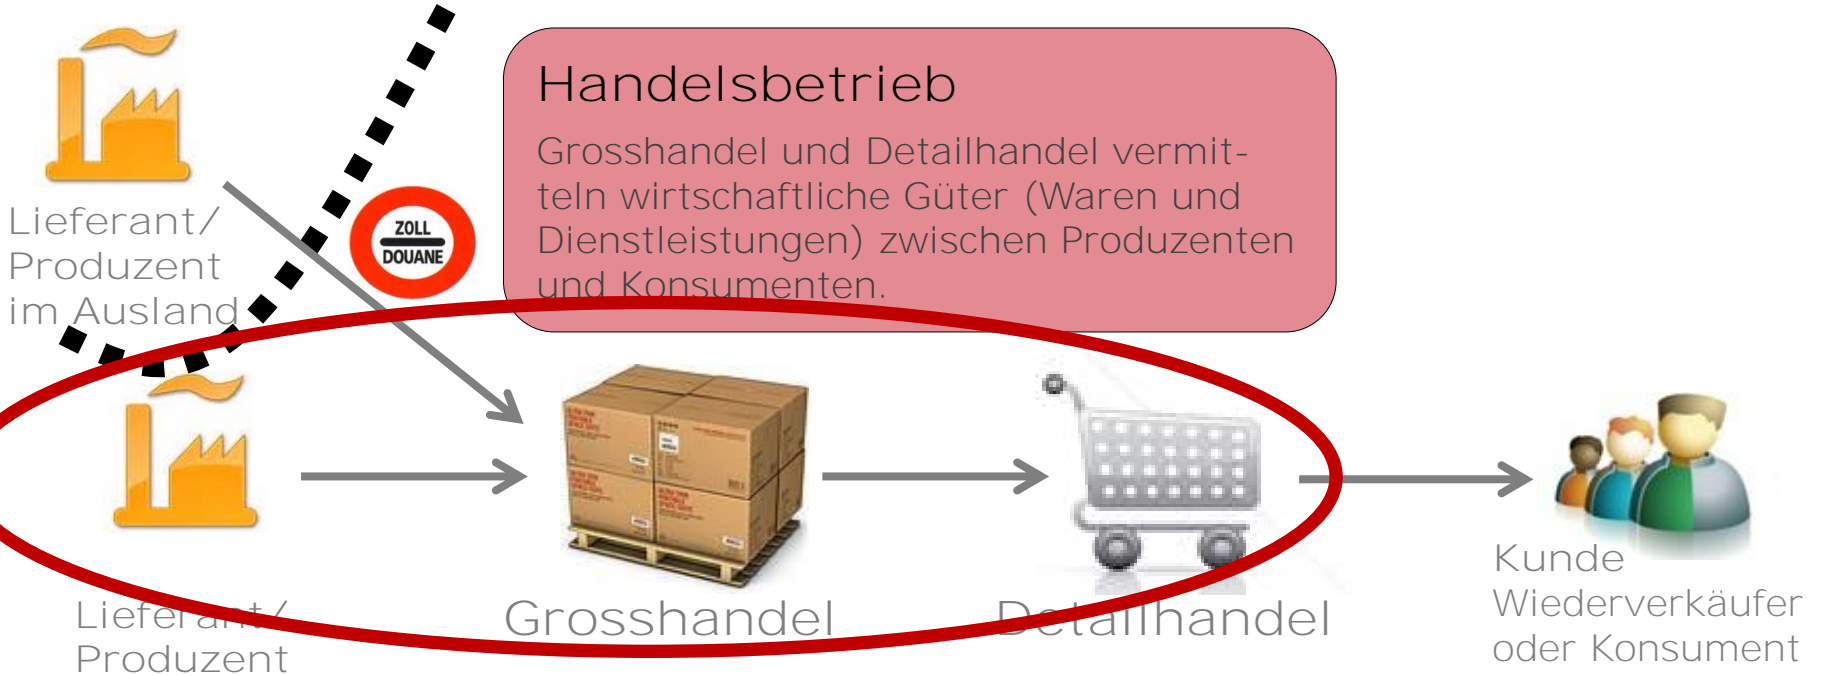 Handelsbetrieb
Grosshandel und Detailhandel vermit-
teln wirtschaftliche Güter (Waren und
Dienstleistungen) zwischen Produzenten
und Konsumenten.
Lieferant/
Produzent
im Ausland
ZOLL
DOUANE
Lieferant/
Produzent
Grosshandel
Detailhandel
Kunde
Wiederverkäufer
oder Konsument